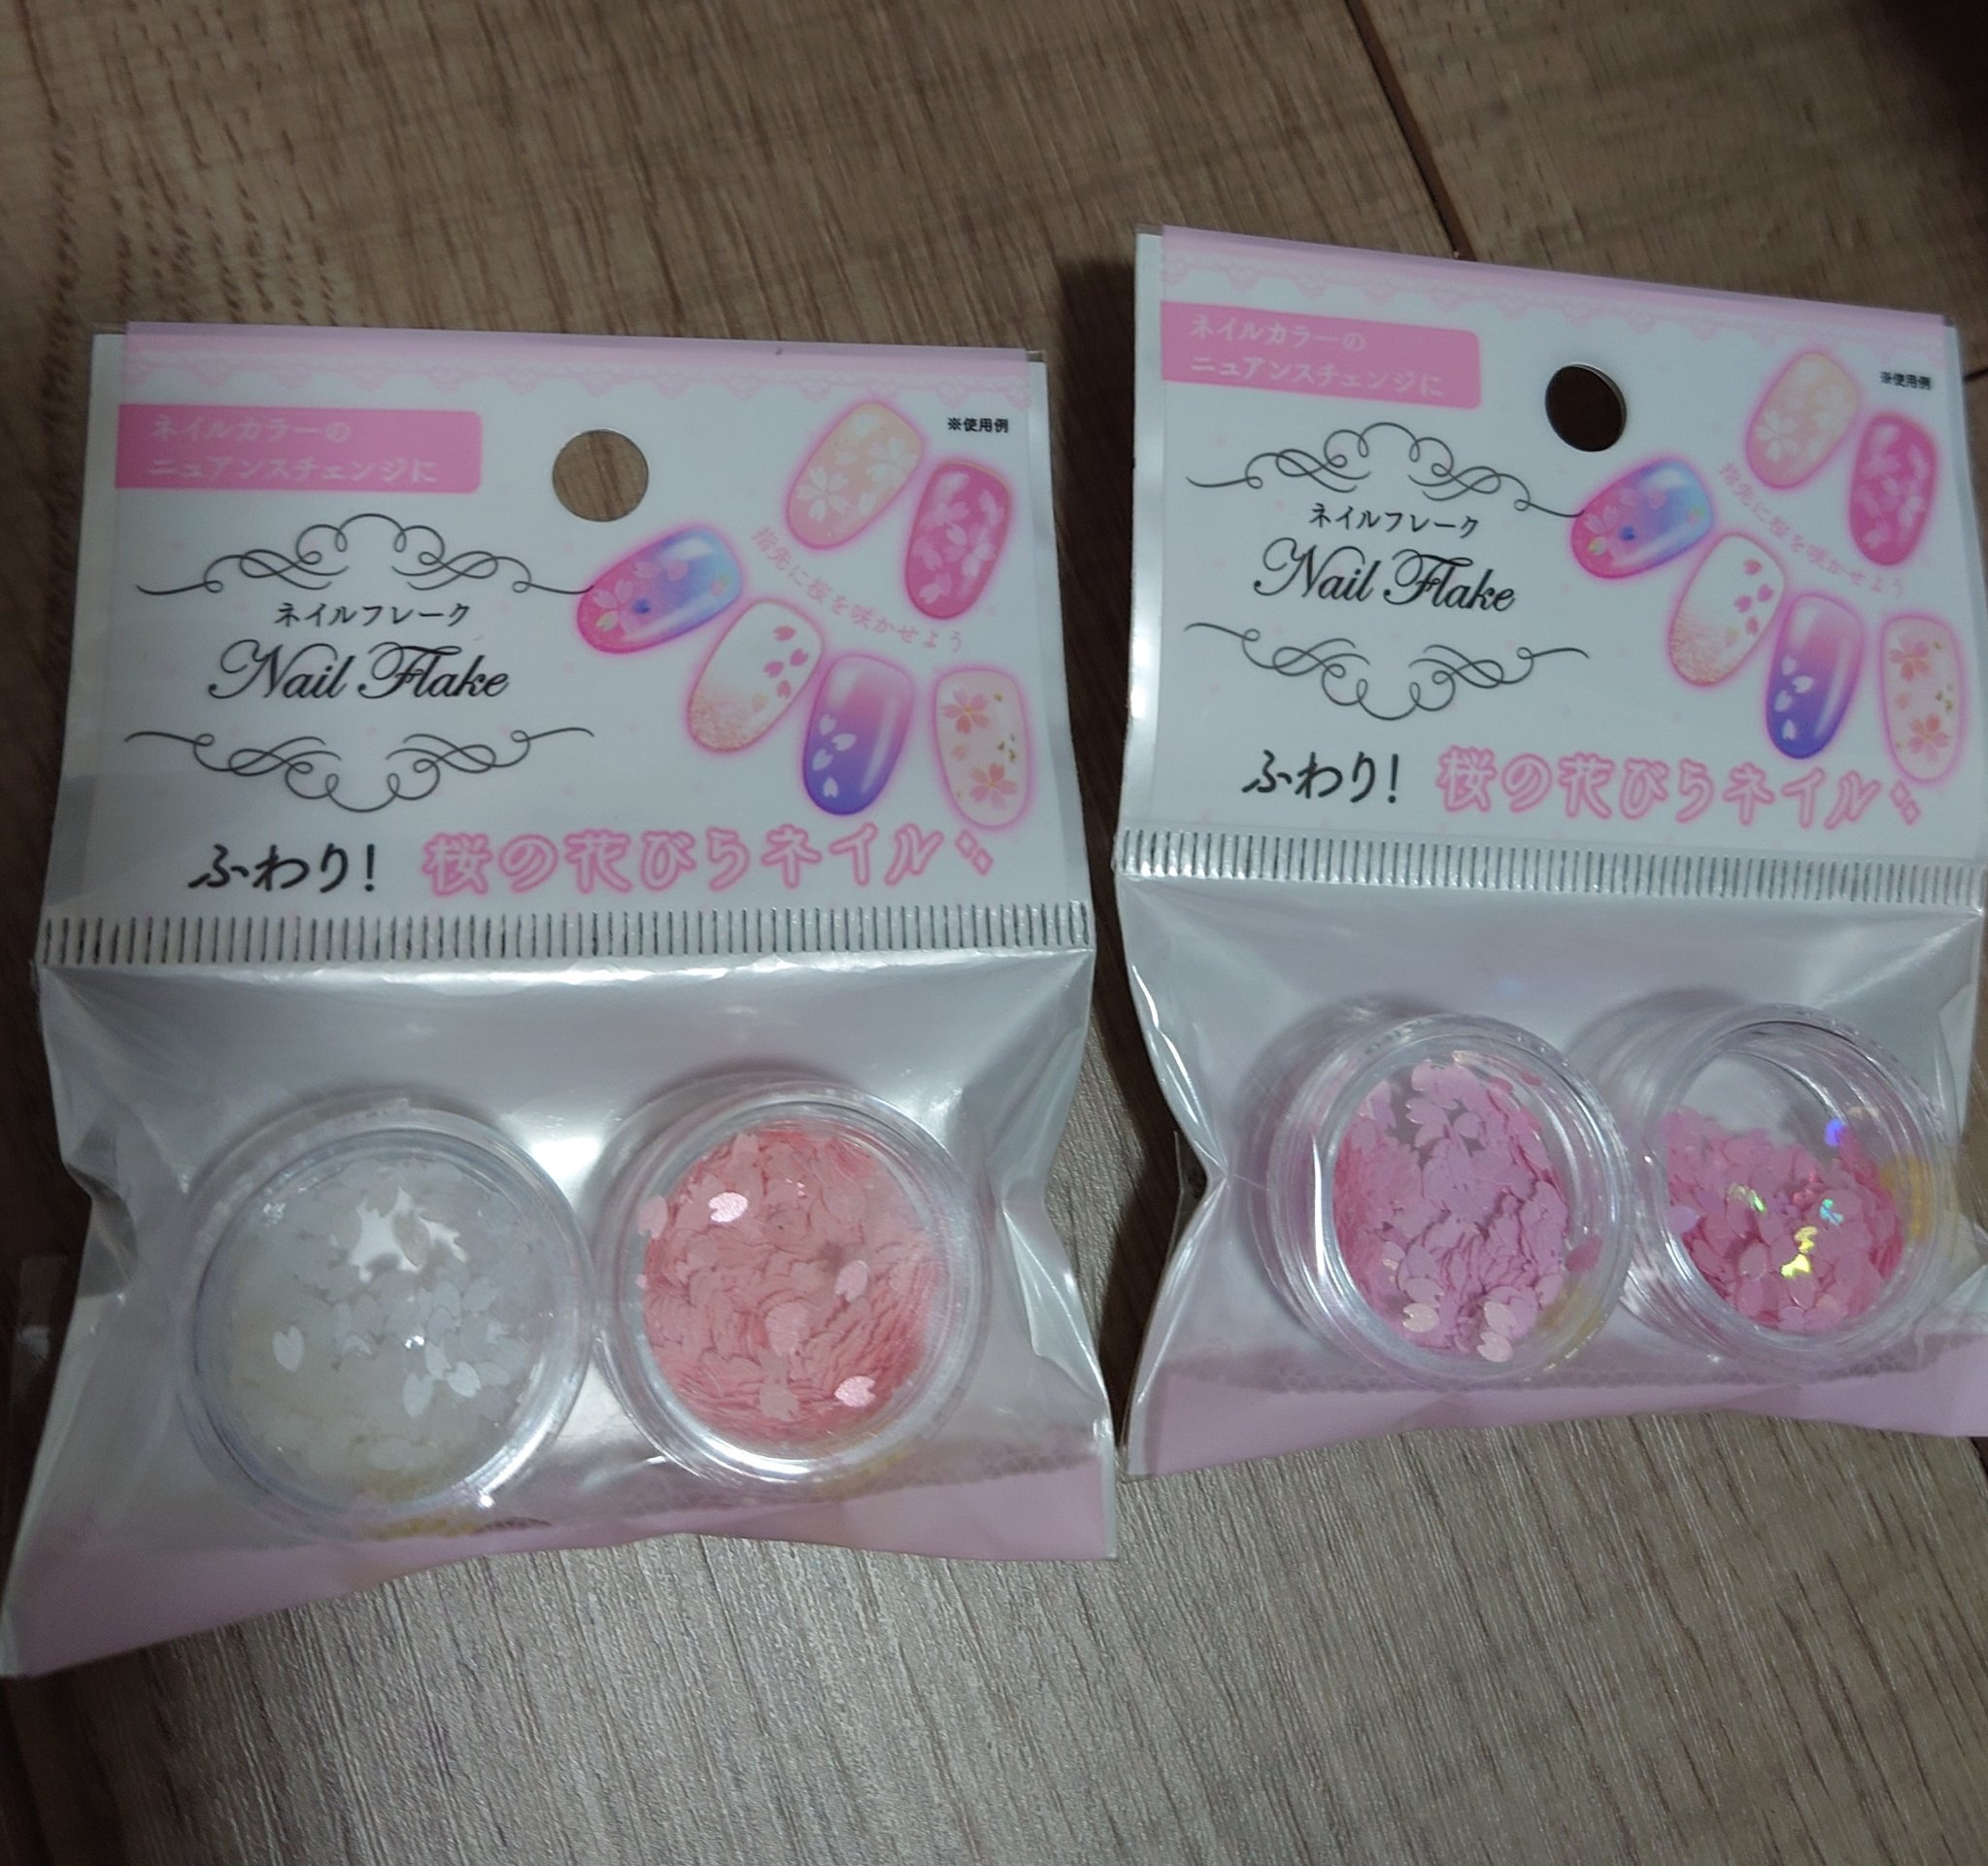 ネイルカラーの
ニュアンスチェンジに
※使用例
ネイルフレーク
Nail Flake
指先に桜を咲かせよう
ふわり! 桜の花びらネイル
ネイルカラーの
ニュアンスチェンジに
※使用例
ネイルフレーク
Nail Flake
指先に桜を咲かせよう
ふわり! 桜の花びらネイル